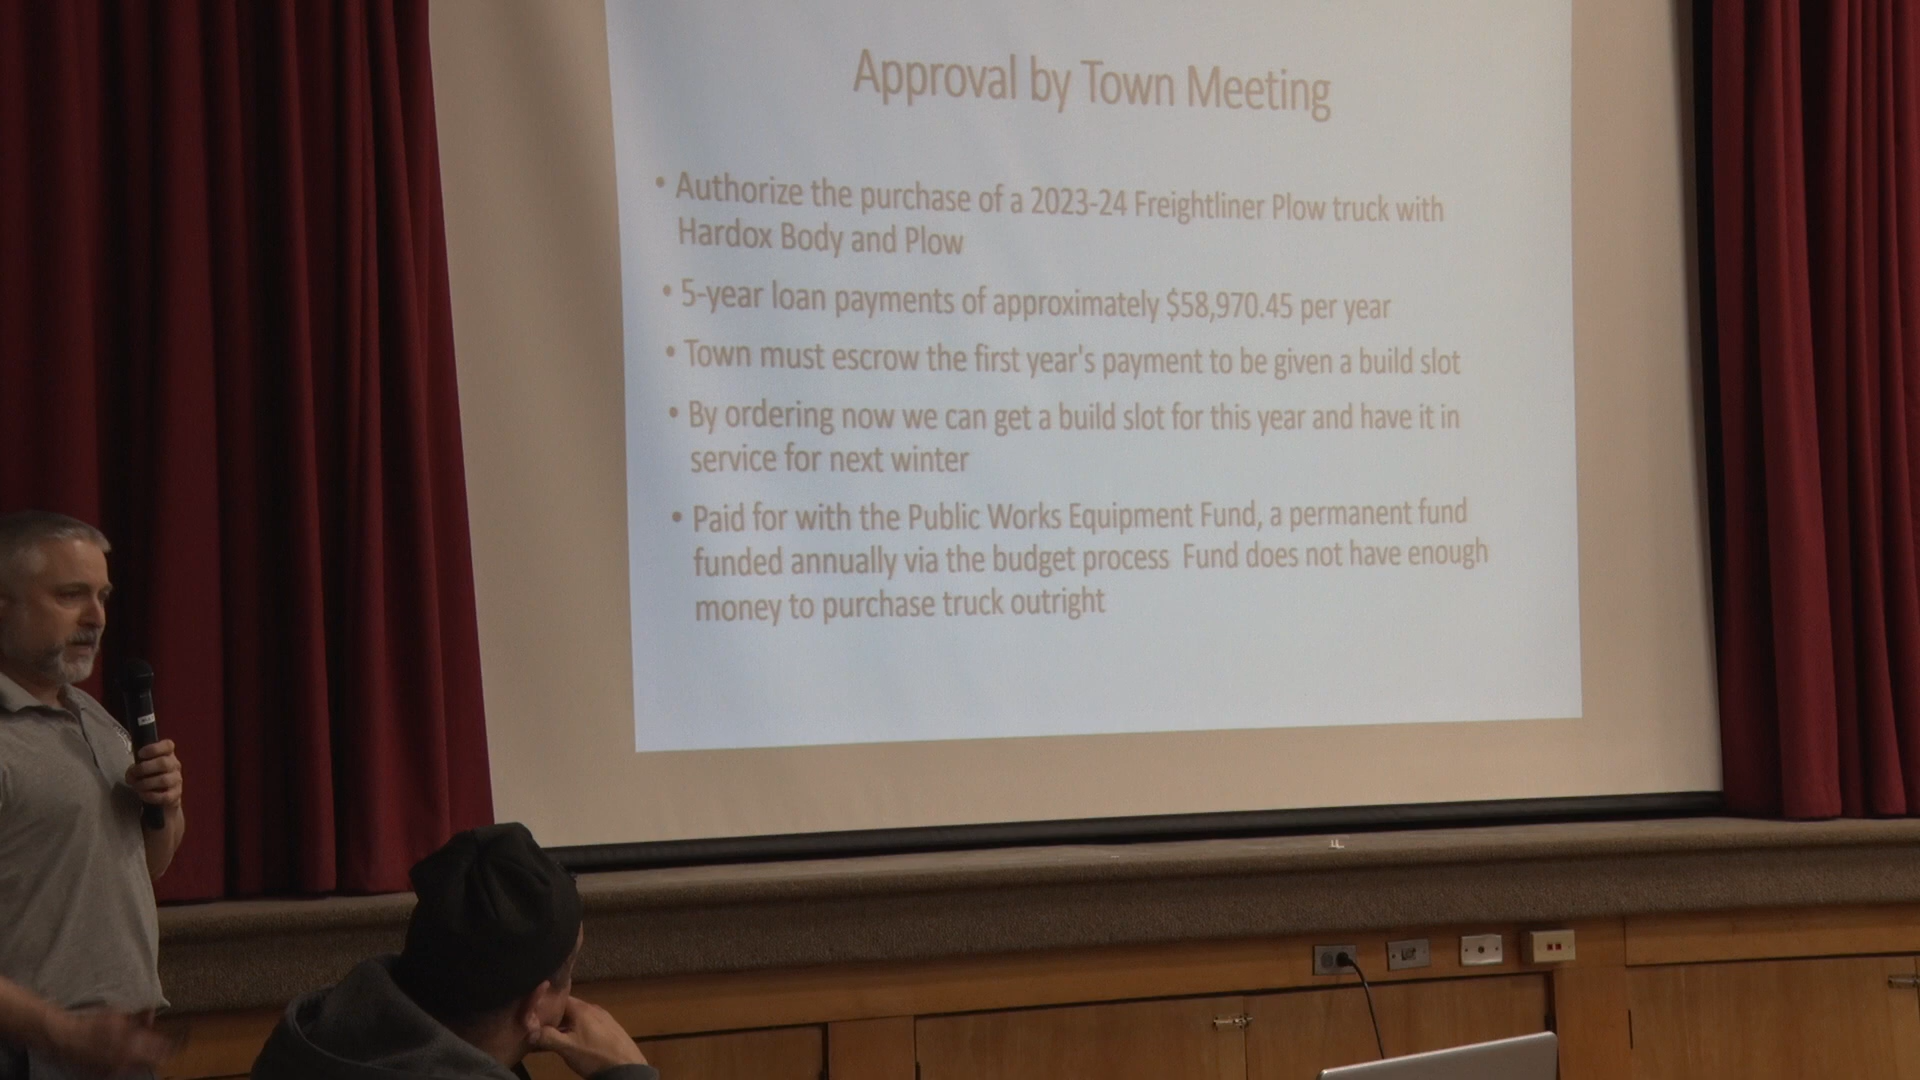 Approval by Town Meeting
• Authorize the purchase of a 2023-24 Freightliner Plow truck with
Hardox Body and Plow
• 5-year loan payments of approximately $58,970.45 per year
• Town must escrow the first year's payment to be given a build slot
• By ordering now we can get a build slot for this year and have it in
service for next winter
• Paid for with the Public Works Equipment Fund, a permanent fund
funded annually via the budget process  Fund does not have enough
money to purchase truck outright